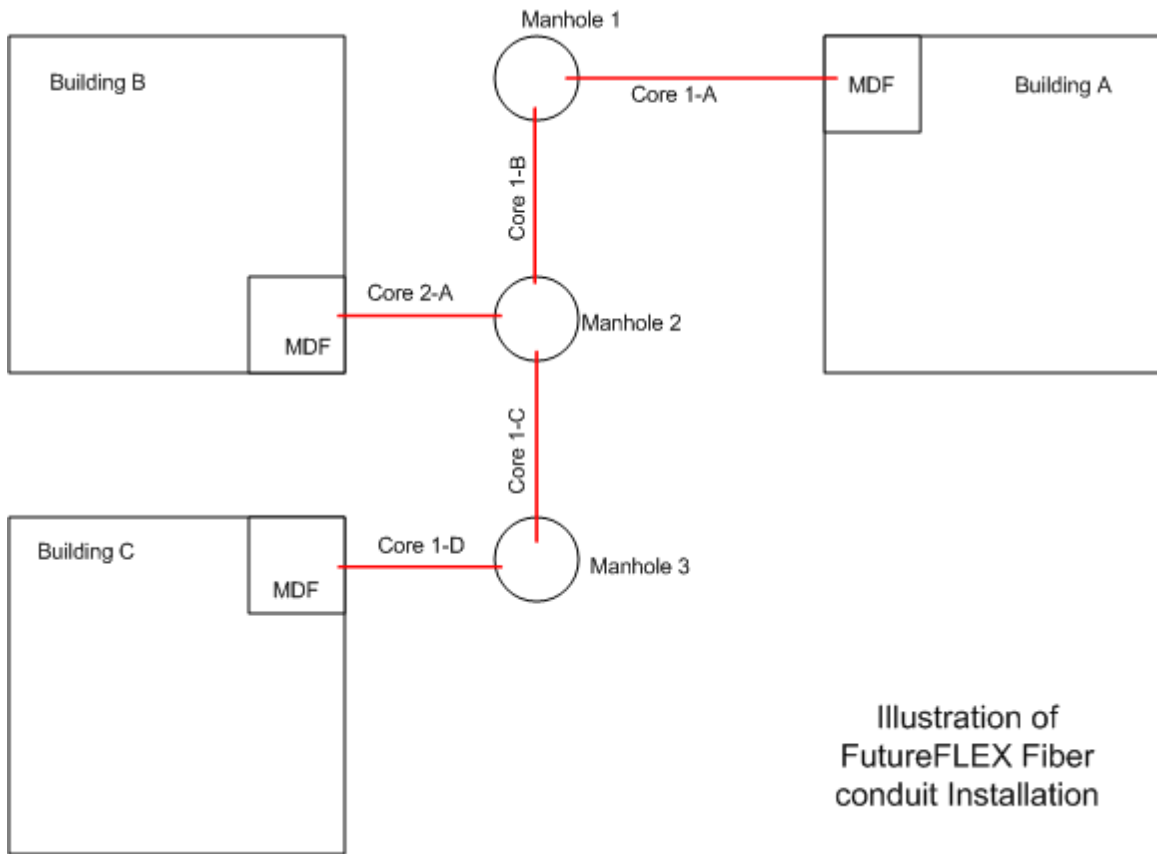 Manhole 1
Building B
Core 1-A
MDF
Building A
Core 1-B
Core 2-A
MDF
Manhole 2
Core 1-C
Building C
Core 1-D
MDF
Manhole 3
Illustration of
FutureFLEX Fiber
conduit Installation